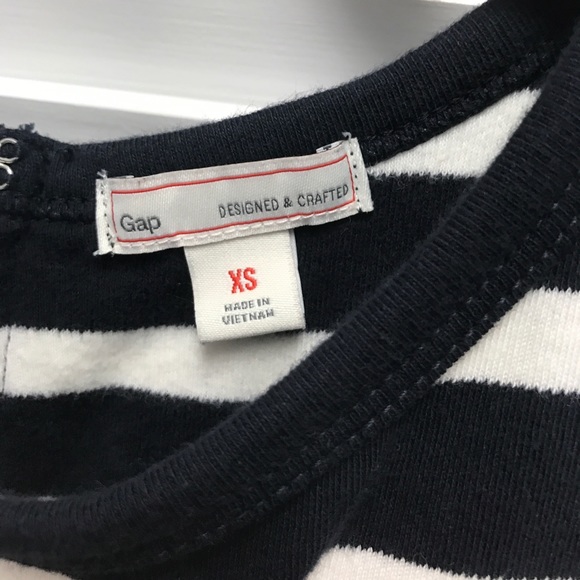 Gap DESIGNED & CRAFTED
XS
MADE IN
VIETNAM